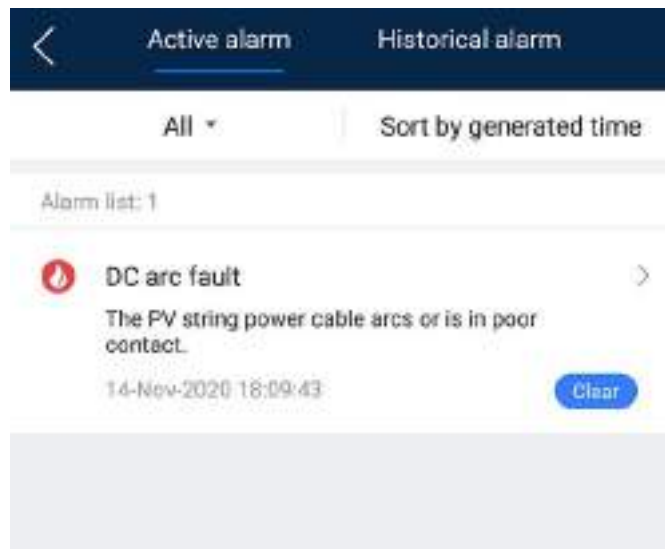 Active alarm Historical alarm
All Sort by generated time
Alarm list: 1
DC arc fault
The PV string power cable arcs or is in poor
contact.
14-Nov-2020 18:09:43
Clear